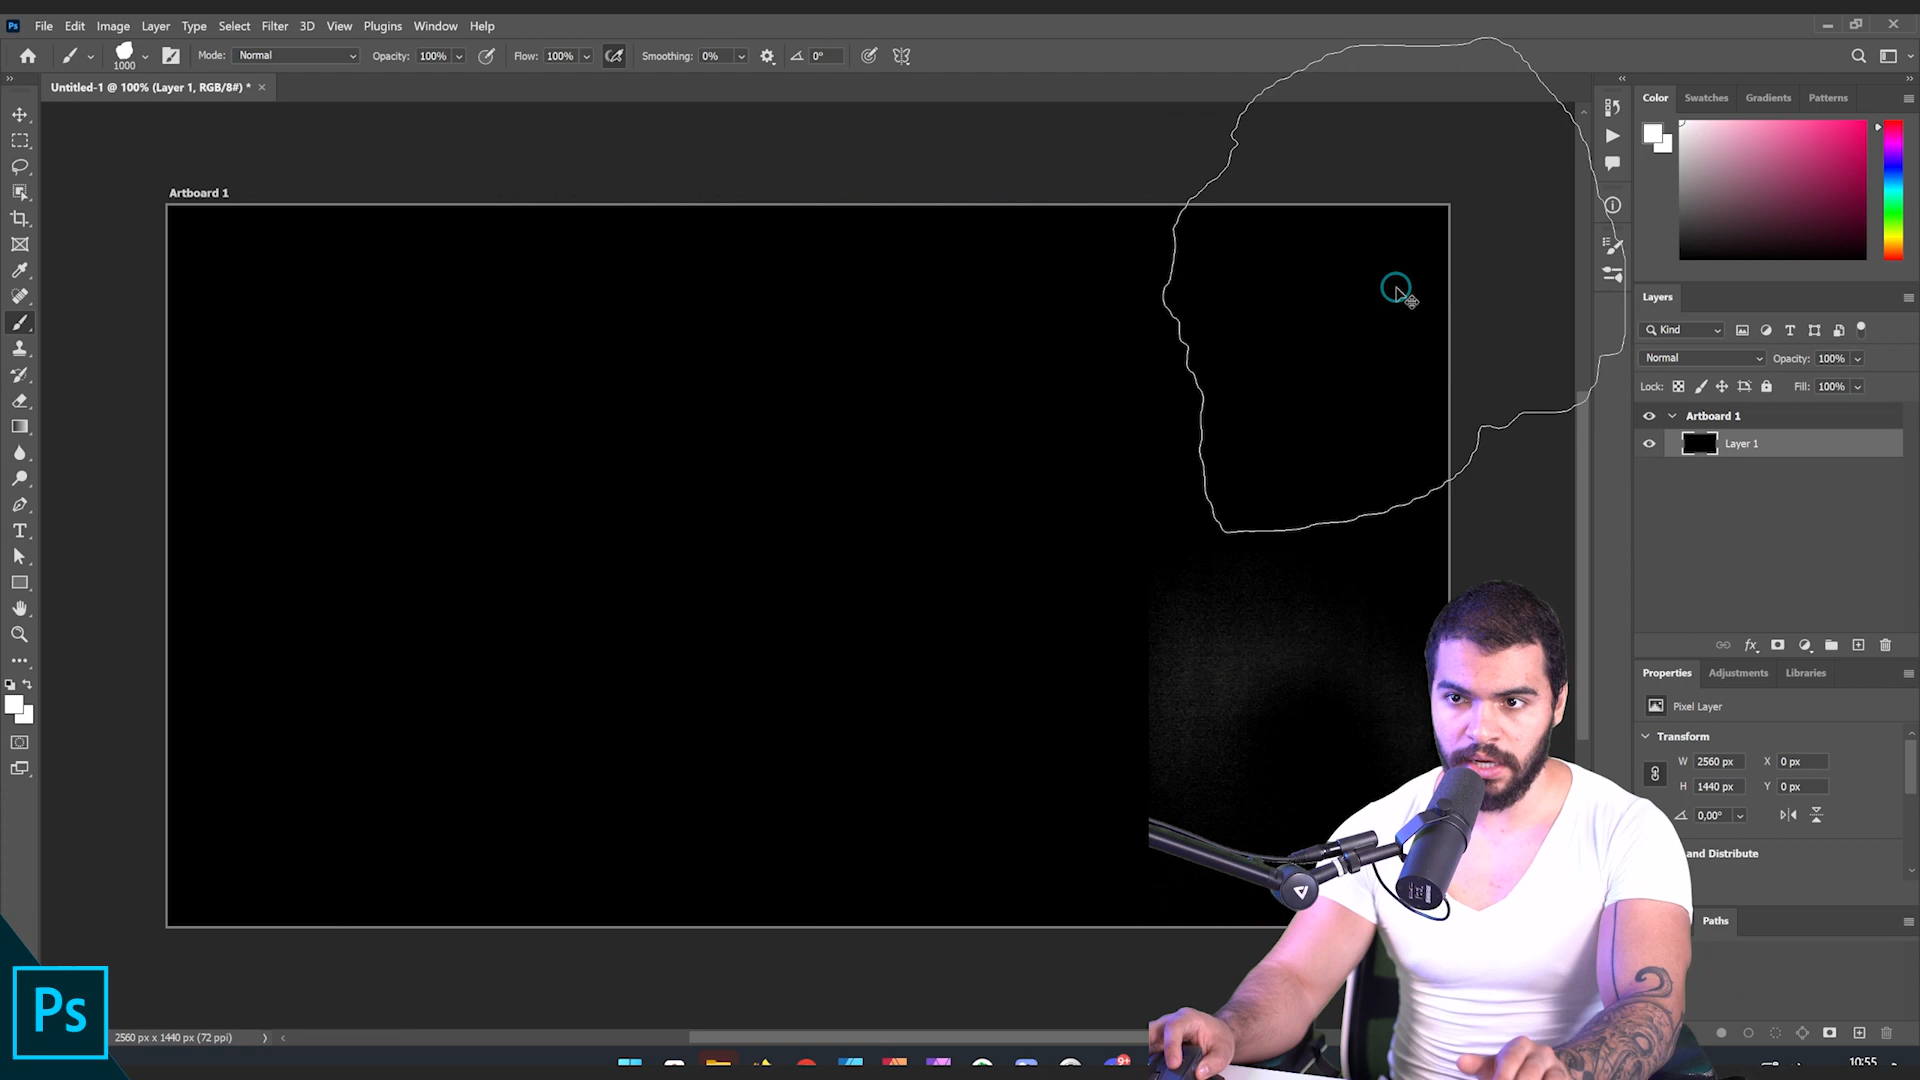 Ps File Edit Image Layer Type Select Filter 3D View Plugins Window Help
1000 Mode: Normal Opacity: 100% Flow: 100% Smoothing: 0% 0°
Untitled-1 @ 100% (Layer 1, RGB/8#) *
Color Swatches Gradients Patterns
Artboard 1
Layers
Kind
Normal Opacity: 100%
Lock: Fill: 100%
Artboard 1
Layer 1
fx
Properties Adjustments Libraries
Pixel Layer
Transform
W 2560 px X 0 px
H 1440 px Y 0 px
0,00°
and Distribute
Paths
Ps
2560 px x 1440 px (72 ppi)
9+
10:55